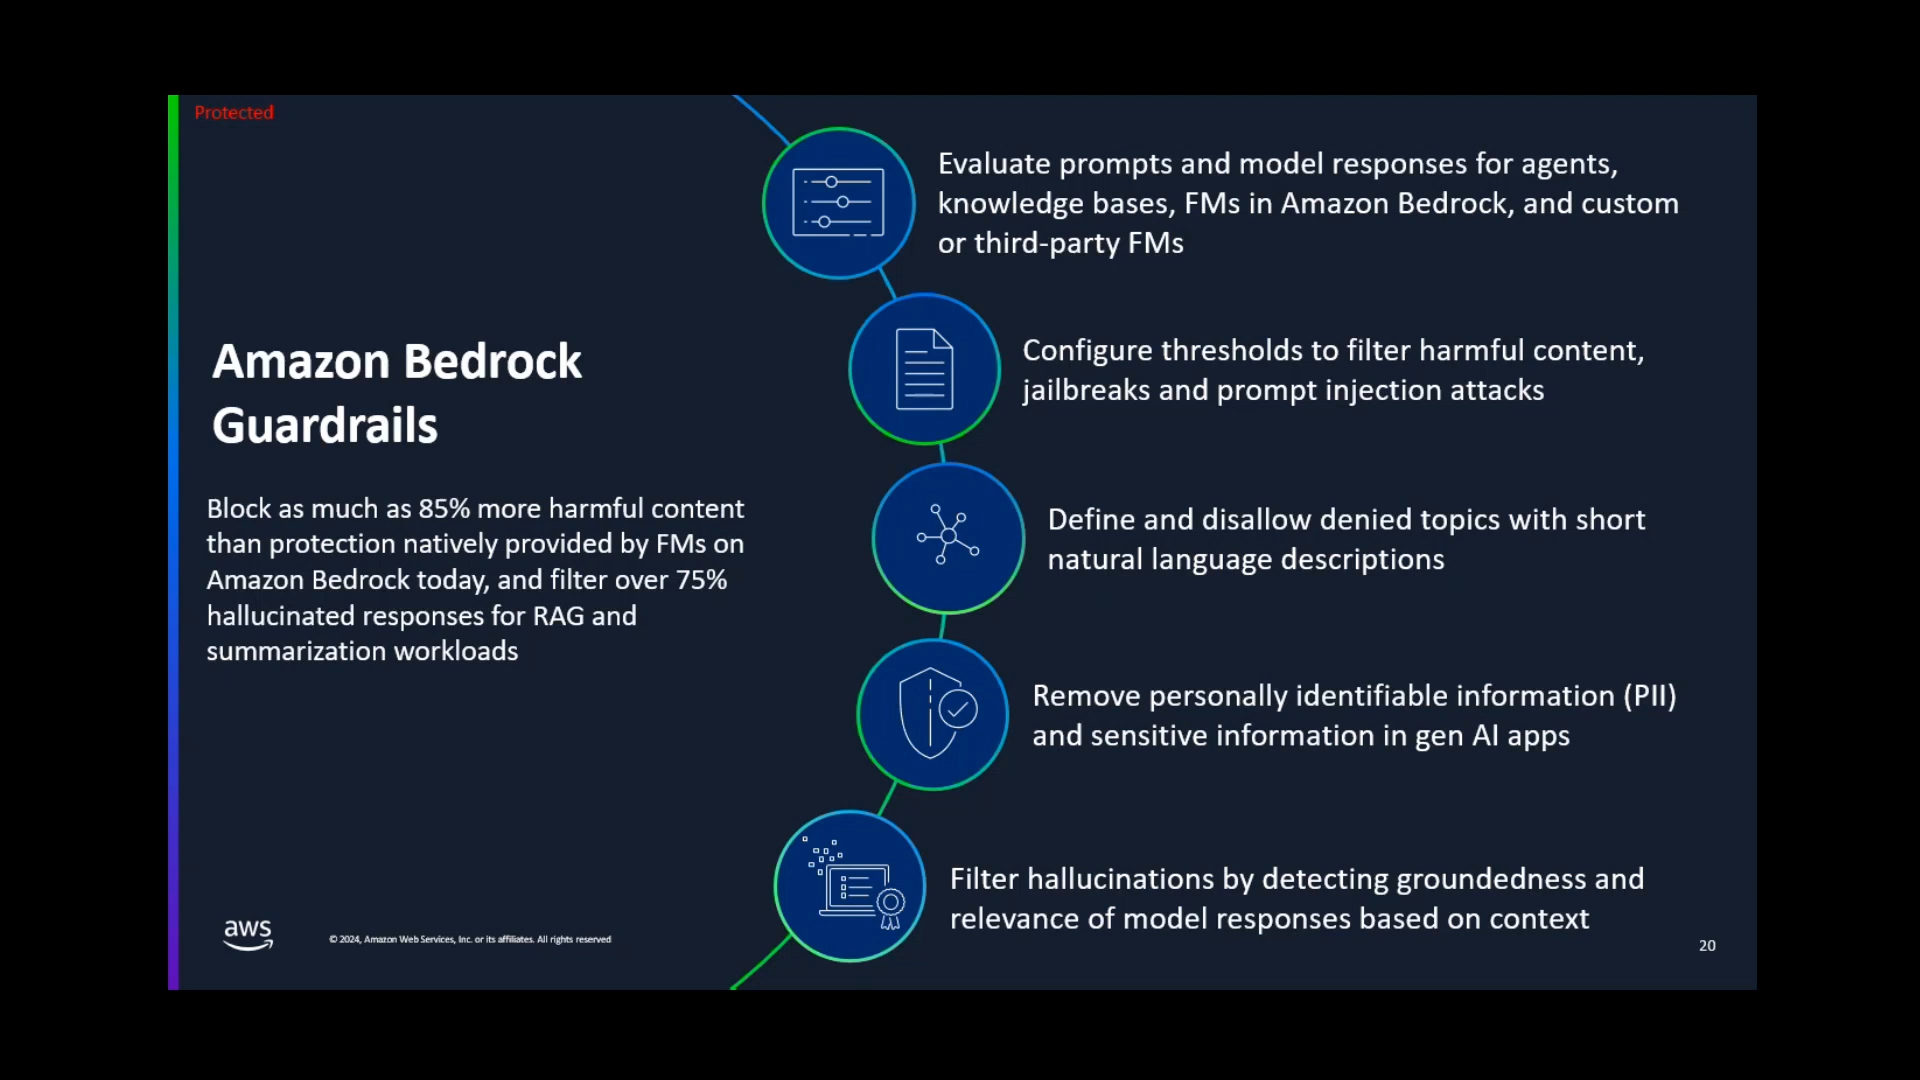 Protected
Amazon Bedrock
Guardrails
Block as much as 85% more harmful content
than protection natively provided by FMs on
Amazon Bedrock today, and filter over 75%
hallucinated responses for RAG and
summarization workloads
Evaluate prompts and model responses for agents,
knowledge bases, FMs in Amazon Bedrock, and custom
or third-party FMs
Configure thresholds to filter harmful content,
jailbreaks and prompt injection attacks
Define and disallow denied topics with short
natural language descriptions
Remove personally identifiable information (PII)
and sensitive information in gen AI apps
Filter hallucinations by detecting groundedness and
relevance of model responses based on context
aws
© 2024, Amazon Web Services, Inc. or its affiliates. All rights reserved
20